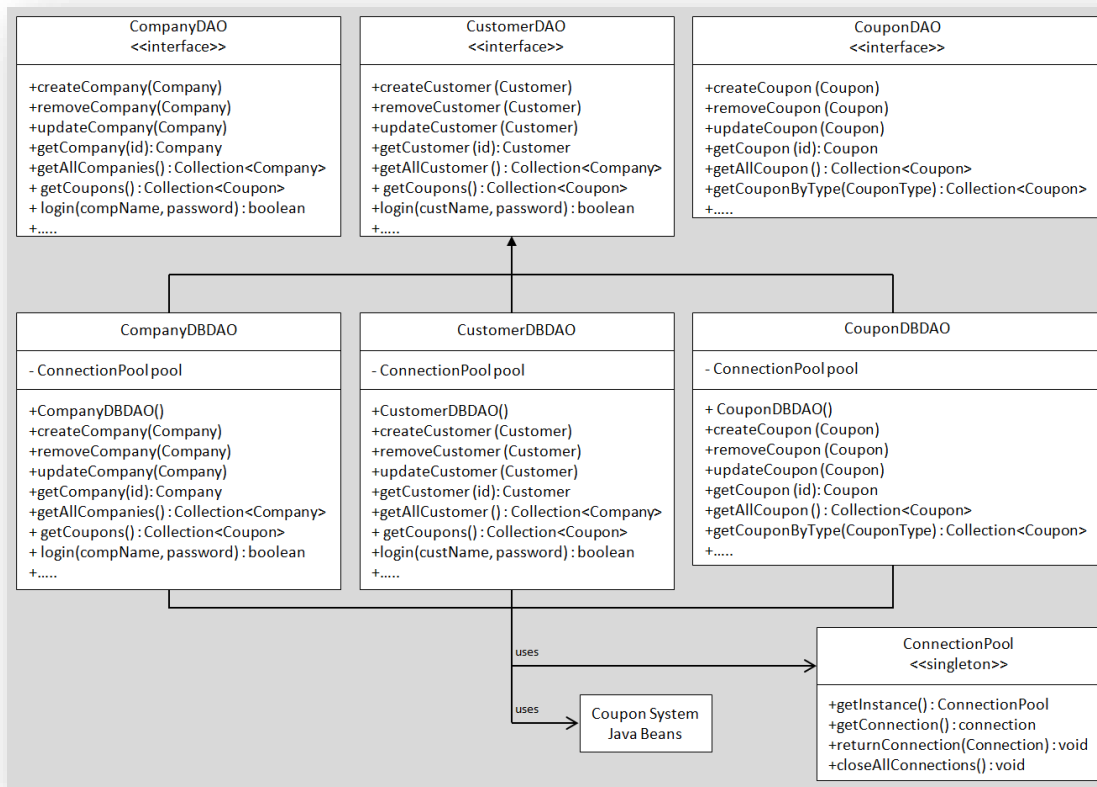 CompanyDAO
<<interface>>
+createCompany(Company)
+removeCompany(Company)
+updateCompany(Company)
+getCompany(id): Company
+getAllCompanies() : Collection<Company>
+ getCoupons() : Collection<Coupon>
+ login(compName, password) : boolean
+.....
CustomerDAO
<<interface>>
+createCustomer (Customer)
+removeCustomer (Customer)
+updateCustomer (Customer)
+getCustomer (id): Customer
+getAllCustomer () : Collection<Company>
+ getCoupons() : Collection<Coupon>
+login(custName, password) : boolean
+.....
CouponDAO
<<interface>>
+createCoupon (Coupon)
+removeCoupon (Coupon)
+updateCoupon (Coupon)
+getCoupon (id): Coupon
+getAllCoupon () : Collection<Coupon>
+getCouponByType(CouponType) : Collection<Coupon>
+.....
CompanyDBDAO
- ConnectionPool pool
+CompanyDBDAO()
+createCompany(Company)
+removeCompany(Company)
+updateCompany(Company)
+getCompany(id): Company
+getAllCompanies() : Collection<Company>
+ getCoupons() : Collection<Coupon>
+ login(compName, password) : boolean
+.....
CustomerDBDAO
- ConnectionPool pool
+CustomerDBDAO()
+createCustomer (Customer)
+removeCustomer (Customer)
+updateCustomer (Customer)
+getCustomer (id): Customer
+getAllCustomer () : Collection<Company>
+ getCoupons() : Collection<Coupon>
+login(custName, password) : boolean
+.....
CouponDBDAO
- ConnectionPool pool
+ CouponDBDAO()
+createCoupon (Coupon)
+removeCoupon (Coupon)
+updateCoupon (Coupon)
+getCoupon (id): Coupon
+getAllCoupon () : Collection<Coupon>
+getCouponByType(CouponType) : Collection<Coupon>
+.....
uses
ConnectionPool
<<singleton>>
+getInstance() : ConnectionPool
+getConnection() : connection
+returnConnection(Connection) : void
+closeAllConnections() : void
uses
Coupon System
Java Beans